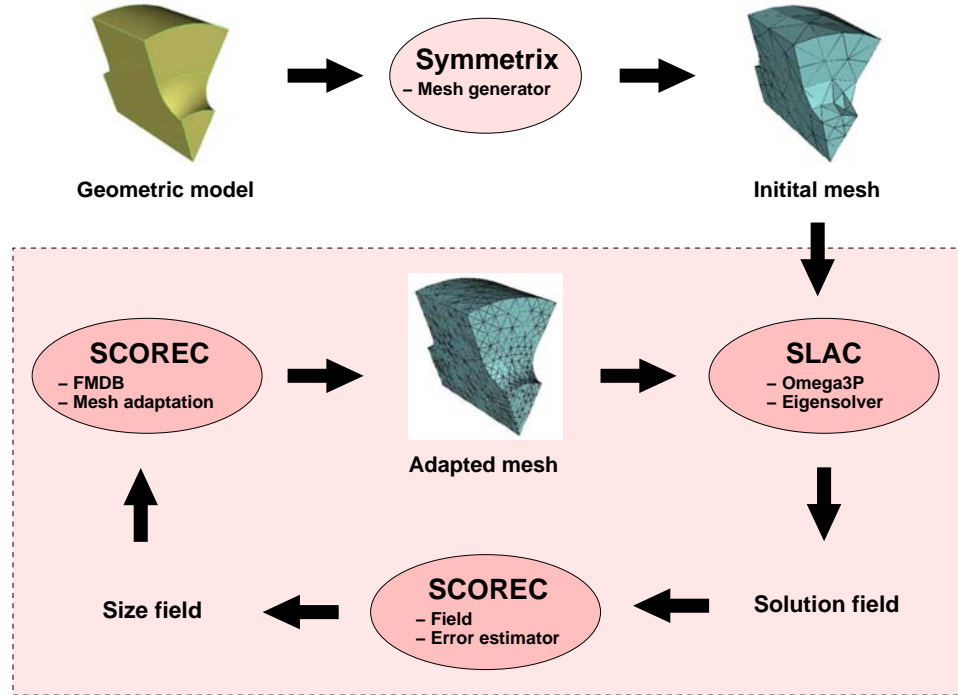 Symmetrix
– Mesh generator
Geometric model
Initital mesh
SCOREC
– FMDB
– Mesh adaptation
Adapted mesh
SLAC
– Omega3P
– Eigensolver
Size field
SCOREC
– Field
– Error estimator
Solution field